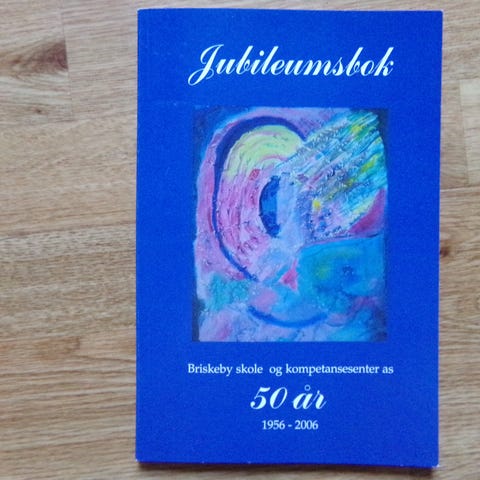 Jubileumsbok
Briskeby skole og kompetansesenter as
50 år
1956 - 2006